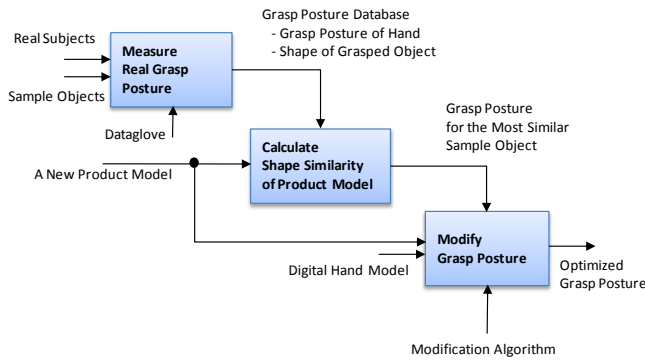 Grasp Posture Database
- Grasp Posture of Hand
- Shape of Grasped Object
Real Subjects
Sample Objects
Measure
Real Grasp
Posture
Dataglove
Grasp Posture
for the Most Similar
Sample Object
A New Product Model
Calculate
Shape Similarity
of Product Model
Digital Hand Model
Modify
Grasp Posture
Optimized
Grasp Posture
Modification Algorithm